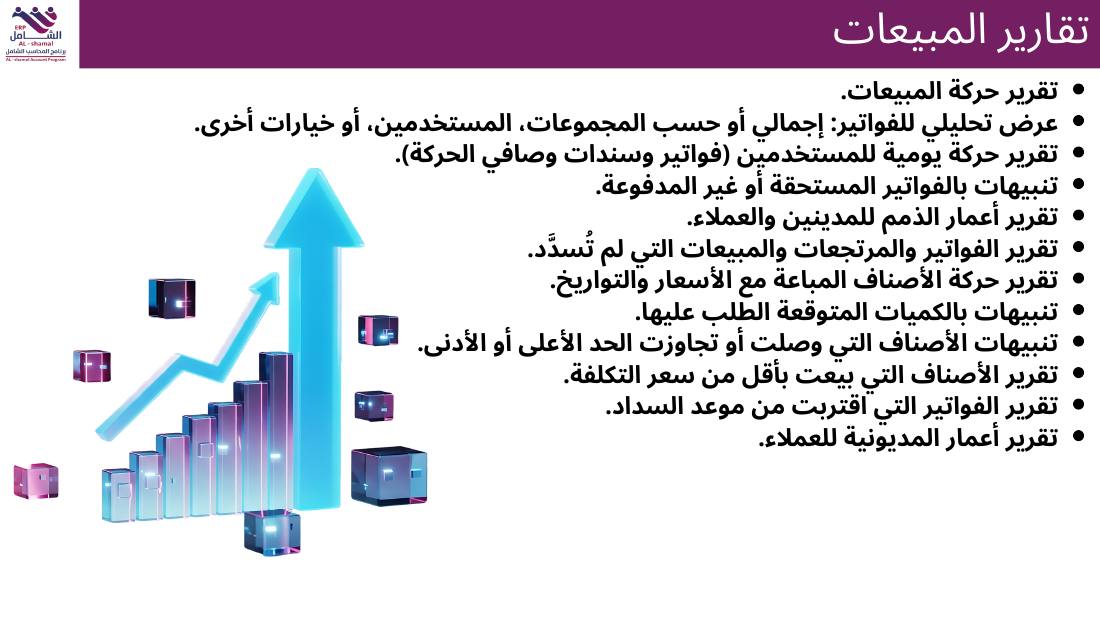 تقارير المبيعات
ERP
الشـــامل
AL - shamal
برنامج المحاسب الشامل
AL -shamel Account Program
• تقرير حركة المبيعات.
• عرض تحليلي للفواتير: إجمالي أو حسب المجموعات، المستخدمين، أو خيارات أخرى.
• تقرير حركة يومية للمستخدمين (فواتير وسندات وصافي الحركة).
• تنبيهات بالفواتير المستحقة أو غير المدفوعة.
• تقرير أعمار الذمم للمدينين والعملاء.
• تقرير الفواتير والمرتجعات والمبيعات التي لم تُسدَّد.
• تقرير حركة الأصناف المباعة مع الأسعار والتواريخ.
• تنبيهات بالكميات المتوقعة الطلب عليها.
• تنبيهات الأصناف التي وصلت أو تجاوزت الحد الأعلى أو الأدنى.
• تقرير الأصناف التي بيعت بأقل من سعر التكلفة.
• تقرير الفواتير التي اقتربت من موعد السداد.
• تقرير أعمار المديونية للعملاء.